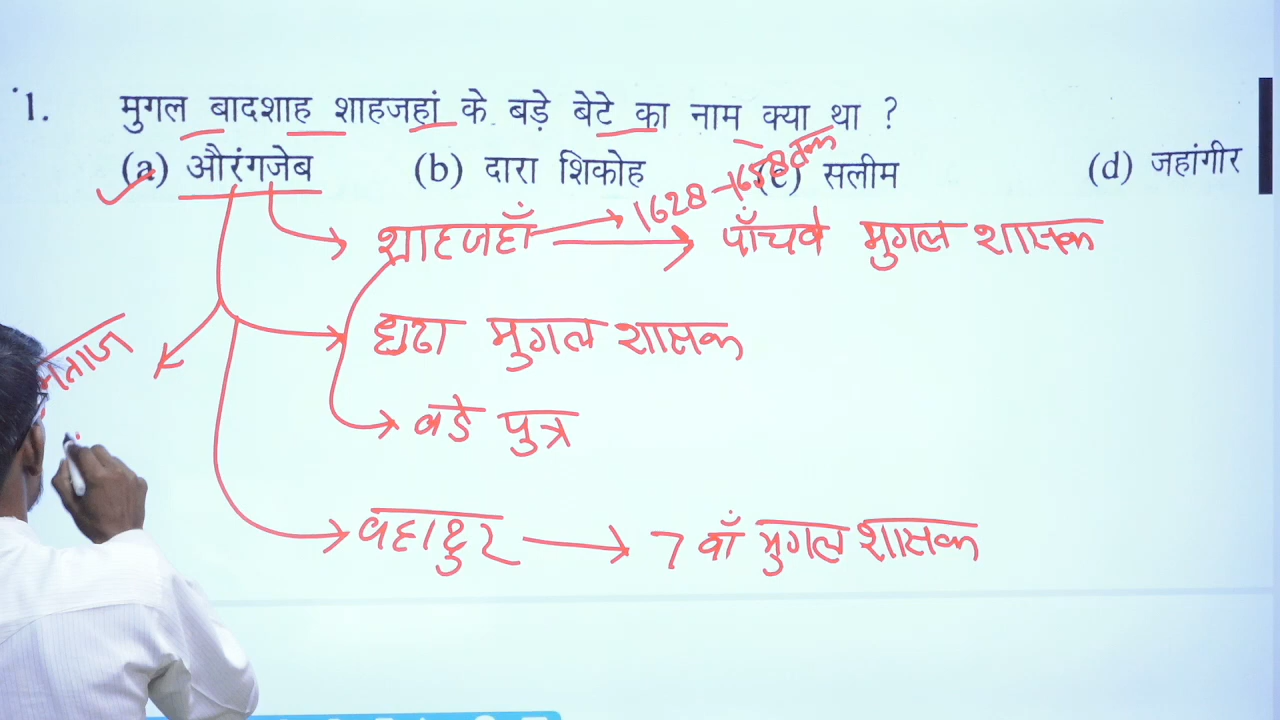 1. मुगल बादशाह शाहजहां के बड़े बेटे का नाम क्या था ?
(a) औरंगजेब (b) दारा शिकोह (c) सलीम (d) जहांगीर
1628-1658 तक
शाहजहाँ पाँचवे मुगल शासक
छठा मुगल शासक
बडे पुत्र
बहादुर 7 वाँ मुगल शासक